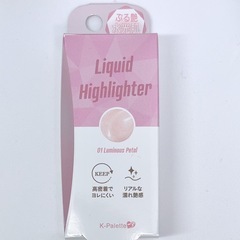 ぷる艶
Liquid
Highlighter
01 Luminous Petal
KEEP
高密着で
ヨレにくい
リアルな
濡れ艶感
K-Palette